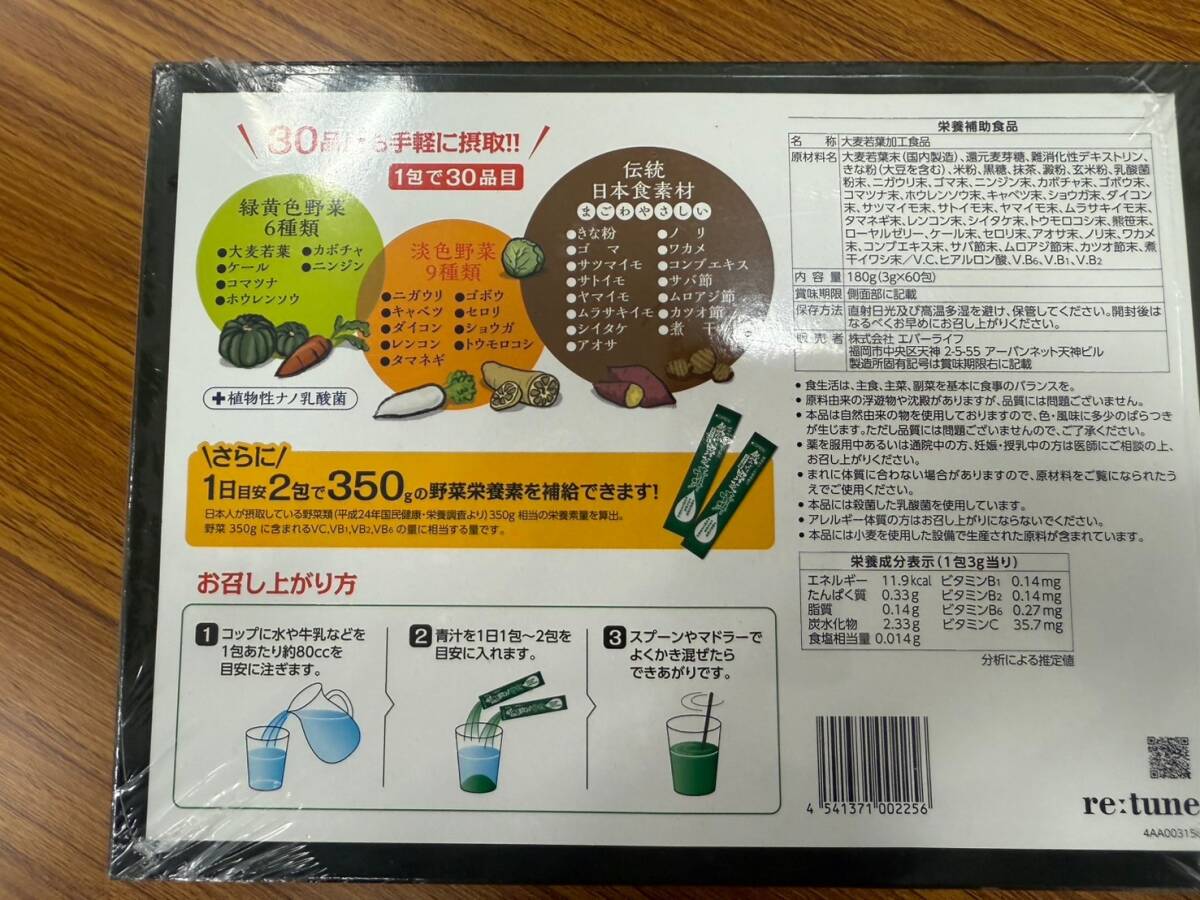 30品 手軽に摂取!!
1包で30品目
緑黄色野菜
6種類
●大麦若葉 ●カボチャ
●ケール ●ニンジン
●コマツナ
●ホウレンソウ
淡色野菜
9種類
●ニガウリ ●ゴボウ
●キャベツ ●セロリ
●ダイコン ●ショウガ
●レンコン ●トウモロコシ
●タマネギ
伝統
日本食素材
まごわやさしい
●きな粉 ●ノリ
●ゴマ ●ワカメ
●サツマイモ ●コンブエキス
●サトイモ ●サバ節
●ヤマイモ ●ムロアジ節
●ムラサキイモ ●カツオ節
●シイタケ ●煮干
●アオサ
✚植物性ナノ乳酸菌
\さらに/
1日目安2包で350gの野菜栄養素を補給できます!
日本人が摂取している野菜類(平成24年国民健康・栄養調査より)350g 相当の栄養素量を算出。
野菜 350g に含まれるVC、VB1、VB2、VB6 の量に相当する量です。
お召し上がり方
1 コップに水や牛乳などを
1包あたり約80ccを
目安に注ぎます。
2 青汁を1日1包〜2包を
目安に入れます。
3 スプーンやマドラーで
よくかき混ぜたら
できあがりです。
栄養補助食品
名称 大麦若葉加工食品
原材料名 大麦若葉末(国内製造)、還元麦芽糖、難消化性デキストリン、
きな粉(大豆を含む)、米粉、黒糖、抹茶、澱粉、玄米粉、乳酸菌
粉末、ニガウリ末、ゴマ末、ニンジン末、カボチャ末、ゴボウ末、
コマツナ末、ホウレンソウ末、キャベツ末、ショウガ末、ダイコン
末、サツマイモ末、サトイモ末、ヤマイモ末、ムラサキイモ末、
タマネギ末、レンコン末、シイタケ末、トウモロコシ末、熊笹末、
ローヤルゼリー、ケール末、セロリ末、アオサ末、ノリ末、ワカメ
末、コンブエキス末、サバ節末、ムロアジ節末、カツオ節末、煮
干イワシ末／V.C、ヒアルロン酸、V.B6、V.B1、V.B2
内容量 180g(3g×60包)
賞味期限 側面部に記載
保存方法 直射日光及び高温多湿を避け、保管してください。開封後は
なるべくお早めにお召し上がりください。
販売者 株式会社 エバーライフ
福岡市中央区天神 2-5-55 アーバンネット天神ビル
製造所固有記号は賞味期限右に記載
●食生活は、主食、主菜、副菜を基本に食事のバランスを。
●原料由来の浮遊物や沈殿がありますが、品質には問題ございません。
●本品は自然由来の物を使用しておりますので、色・風味に多少のばらつき
が生じます。ただし品質には問題ございませんので、ご了承ください。
●薬を服用中あるいは通院中の方、妊娠・授乳中の方は医師にご相談の上、
お召し上がりください。
●まれに体質に合わない場合がありますので、原材料をご覧になられたう
えでご使用ください。
●本品には殺菌した乳酸菌を使用しています。
●アレルギー体質の方はお召し上がりにならないでください。
●本品には小麦を使用した設備で生産された原料が含まれています。
栄養成分表示(1包3g当り)
エネルギー 11.9kcal ビタミンB1 0.14mg
たんぱく質 0.33g ビタミンB2 0.14mg
脂質 0.14g ビタミンB6 0.27mg
炭水化物 2.33g ビタミンC 35.7mg
食塩相当量 0.014g
分析による推定値
4 541371 002256
re:tune
4AA00315